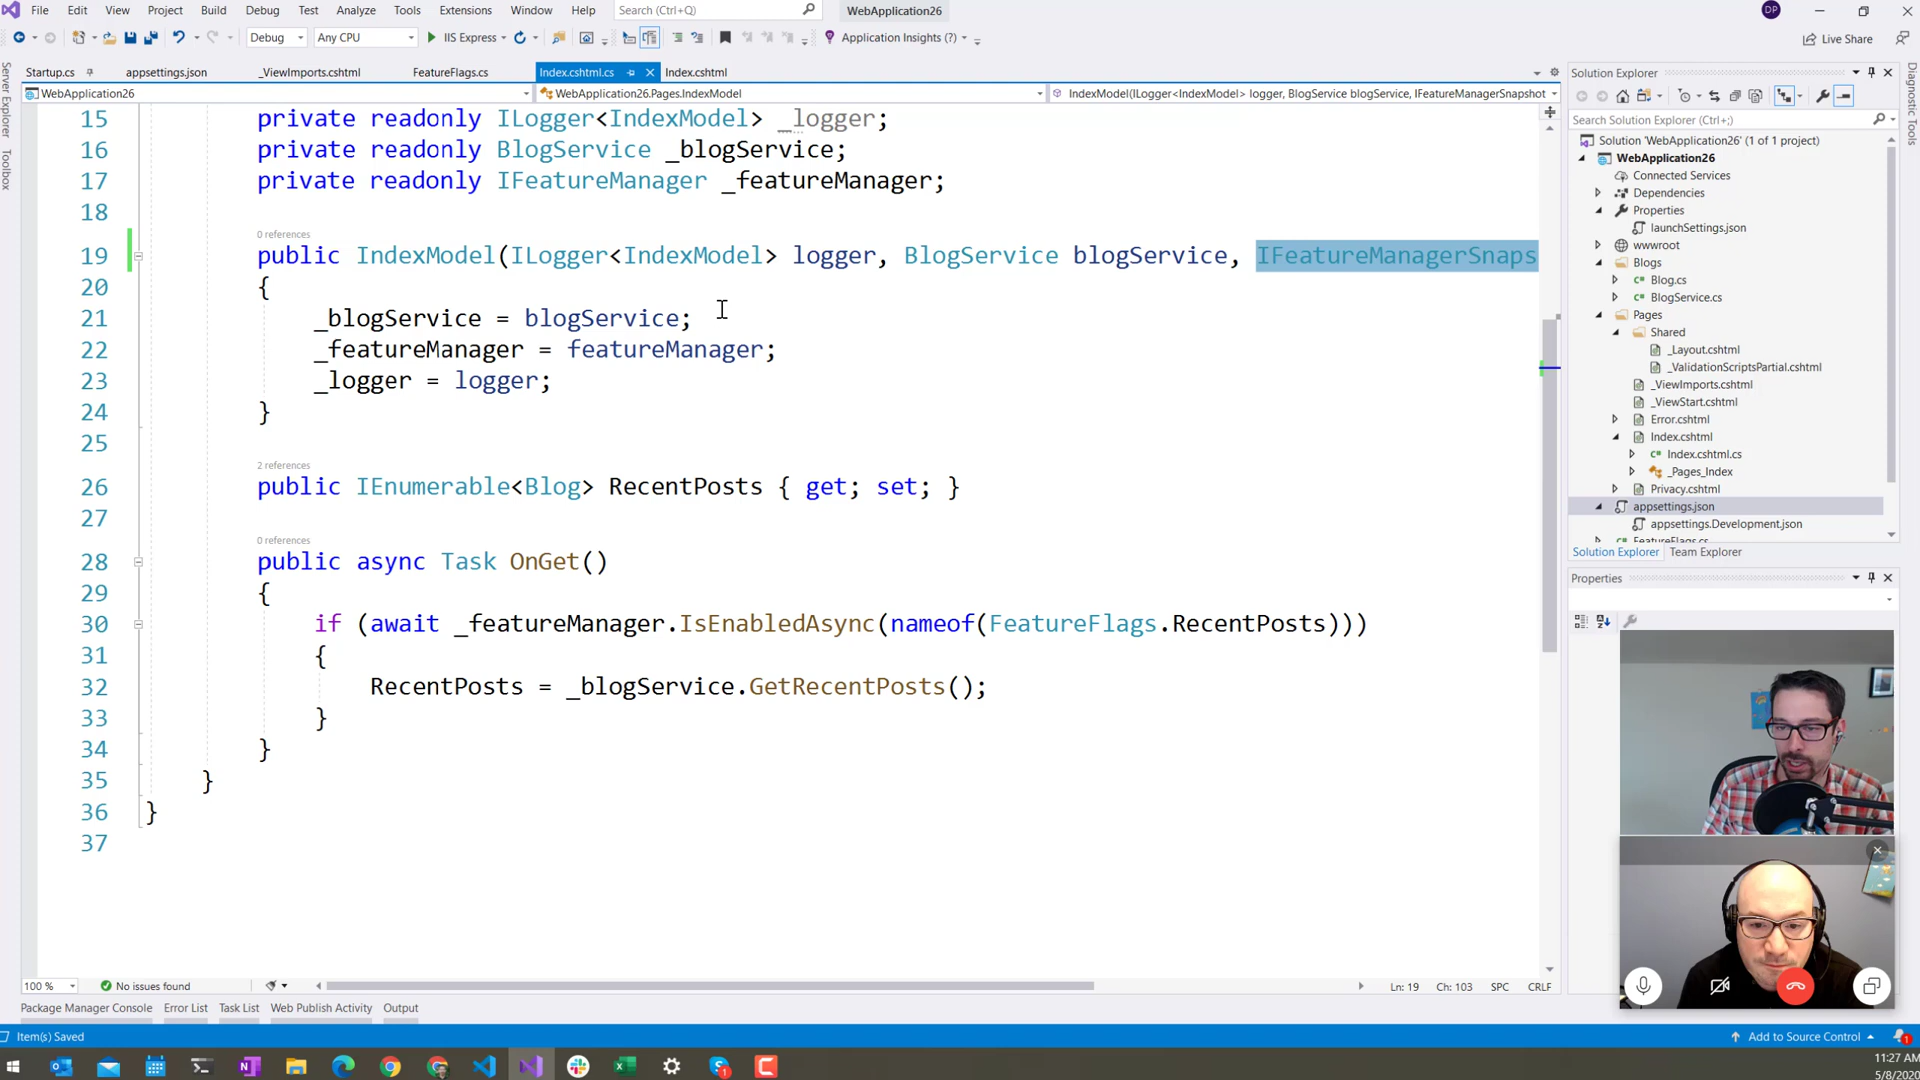 File Edit View Project Build Debug Test Analyze Tools Extensions Window Help Search (Ctrl+Q) WebApplication26 DP
Debug Any CPU IIS Express Application Insights (?) Live Share
Startup.cs appsettings.json _ViewImports.cshtml FeatureFlags.cs Index.cshtml.cs Index.cshtml
WebApplication26 WebApplication26.Pages.IndexModel IndexModel(ILogger<IndexModel> logger, BlogService blogService, IFeatureManagerSnapshot
Server Explorer
Toolbox
15 private readonly ILogger<IndexModel> _logger;
16 private readonly BlogService _blogService;
17 private readonly IFeatureManager _featureManager;
18
0 references
19 public IndexModel(ILogger<IndexModel> logger, BlogService blogService, IFeatureManagerSnaps
20 {
21 _blogService = blogService;
22 _featureManager = featureManager;
23 _logger = logger;
24 }
25
2 references
26 public IEnumerable<Blog> RecentPosts { get; set; }
27
0 references
28 public async Task OnGet()
29 {
30 if (await _featureManager.IsEnabledAsync(nameof(FeatureFlags.RecentPosts)))
31 {
32 RecentPosts = _blogService.GetRecentPosts();
33 }
34 }
35 }
36 }
37
100 % No issues found Ln: 19 Ch: 103 SPC CRLF
Package Manager Console Error List Task List Web Publish Activity Output
Item(s) Saved Add to Source Control 1
Solution Explorer
Search Solution Explorer (Ctrl+;)
Solution 'WebApplication26' (1 of 1 project)
WebApplication26
Connected Services
Dependencies
Properties
launchSettings.json
wwwroot
Blogs
Blog.cs
BlogService.cs
Pages
Shared
_Layout.cshtml
_ValidationScriptsPartial.cshtml
_ViewImports.cshtml
_ViewStart.cshtml
Error.cshtml
Index.cshtml
Index.cshtml.cs
_Pages_Index
Privacy.cshtml
appsettings.json
appsettings.Development.json
FeatureFlags.cs
Solution Explorer Team Explorer
Properties
Diagnostic Tools
11:27 AM
5/8/2020